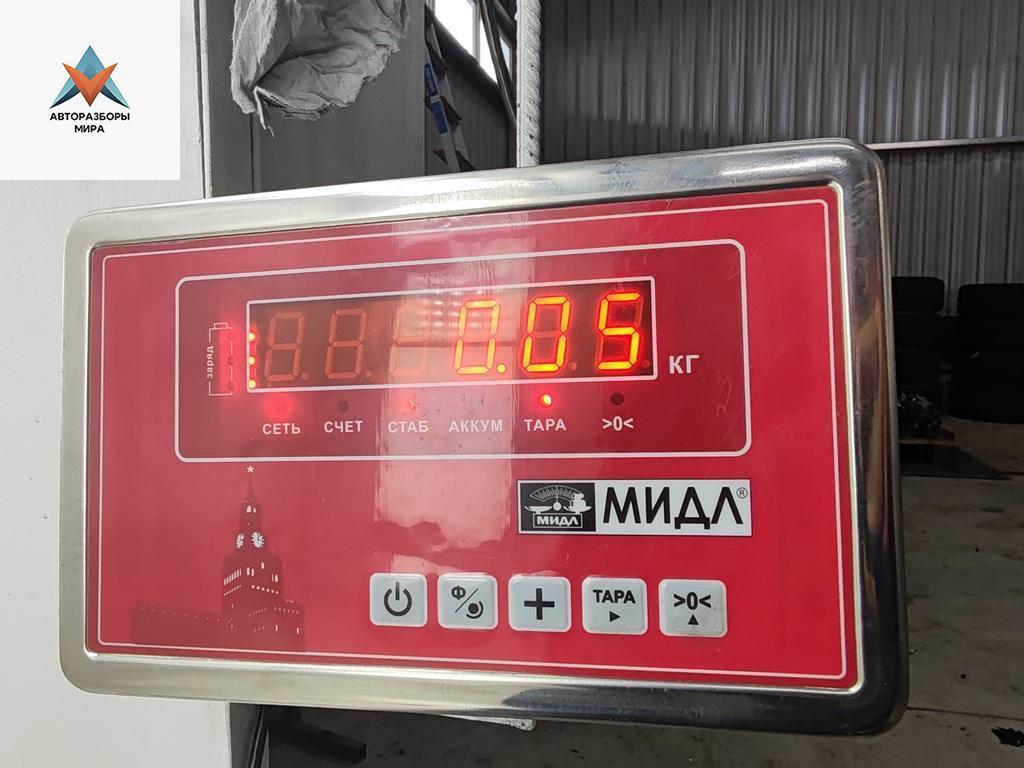 АВТОРАЗБОРЫ
МИРА
заряд
0.05
КГ
СЕТЬ СЧЕТ СТАБ АККУМ ТАРА >0<
МИДЛ МИДЛ®
Ф + ТАРА >0<